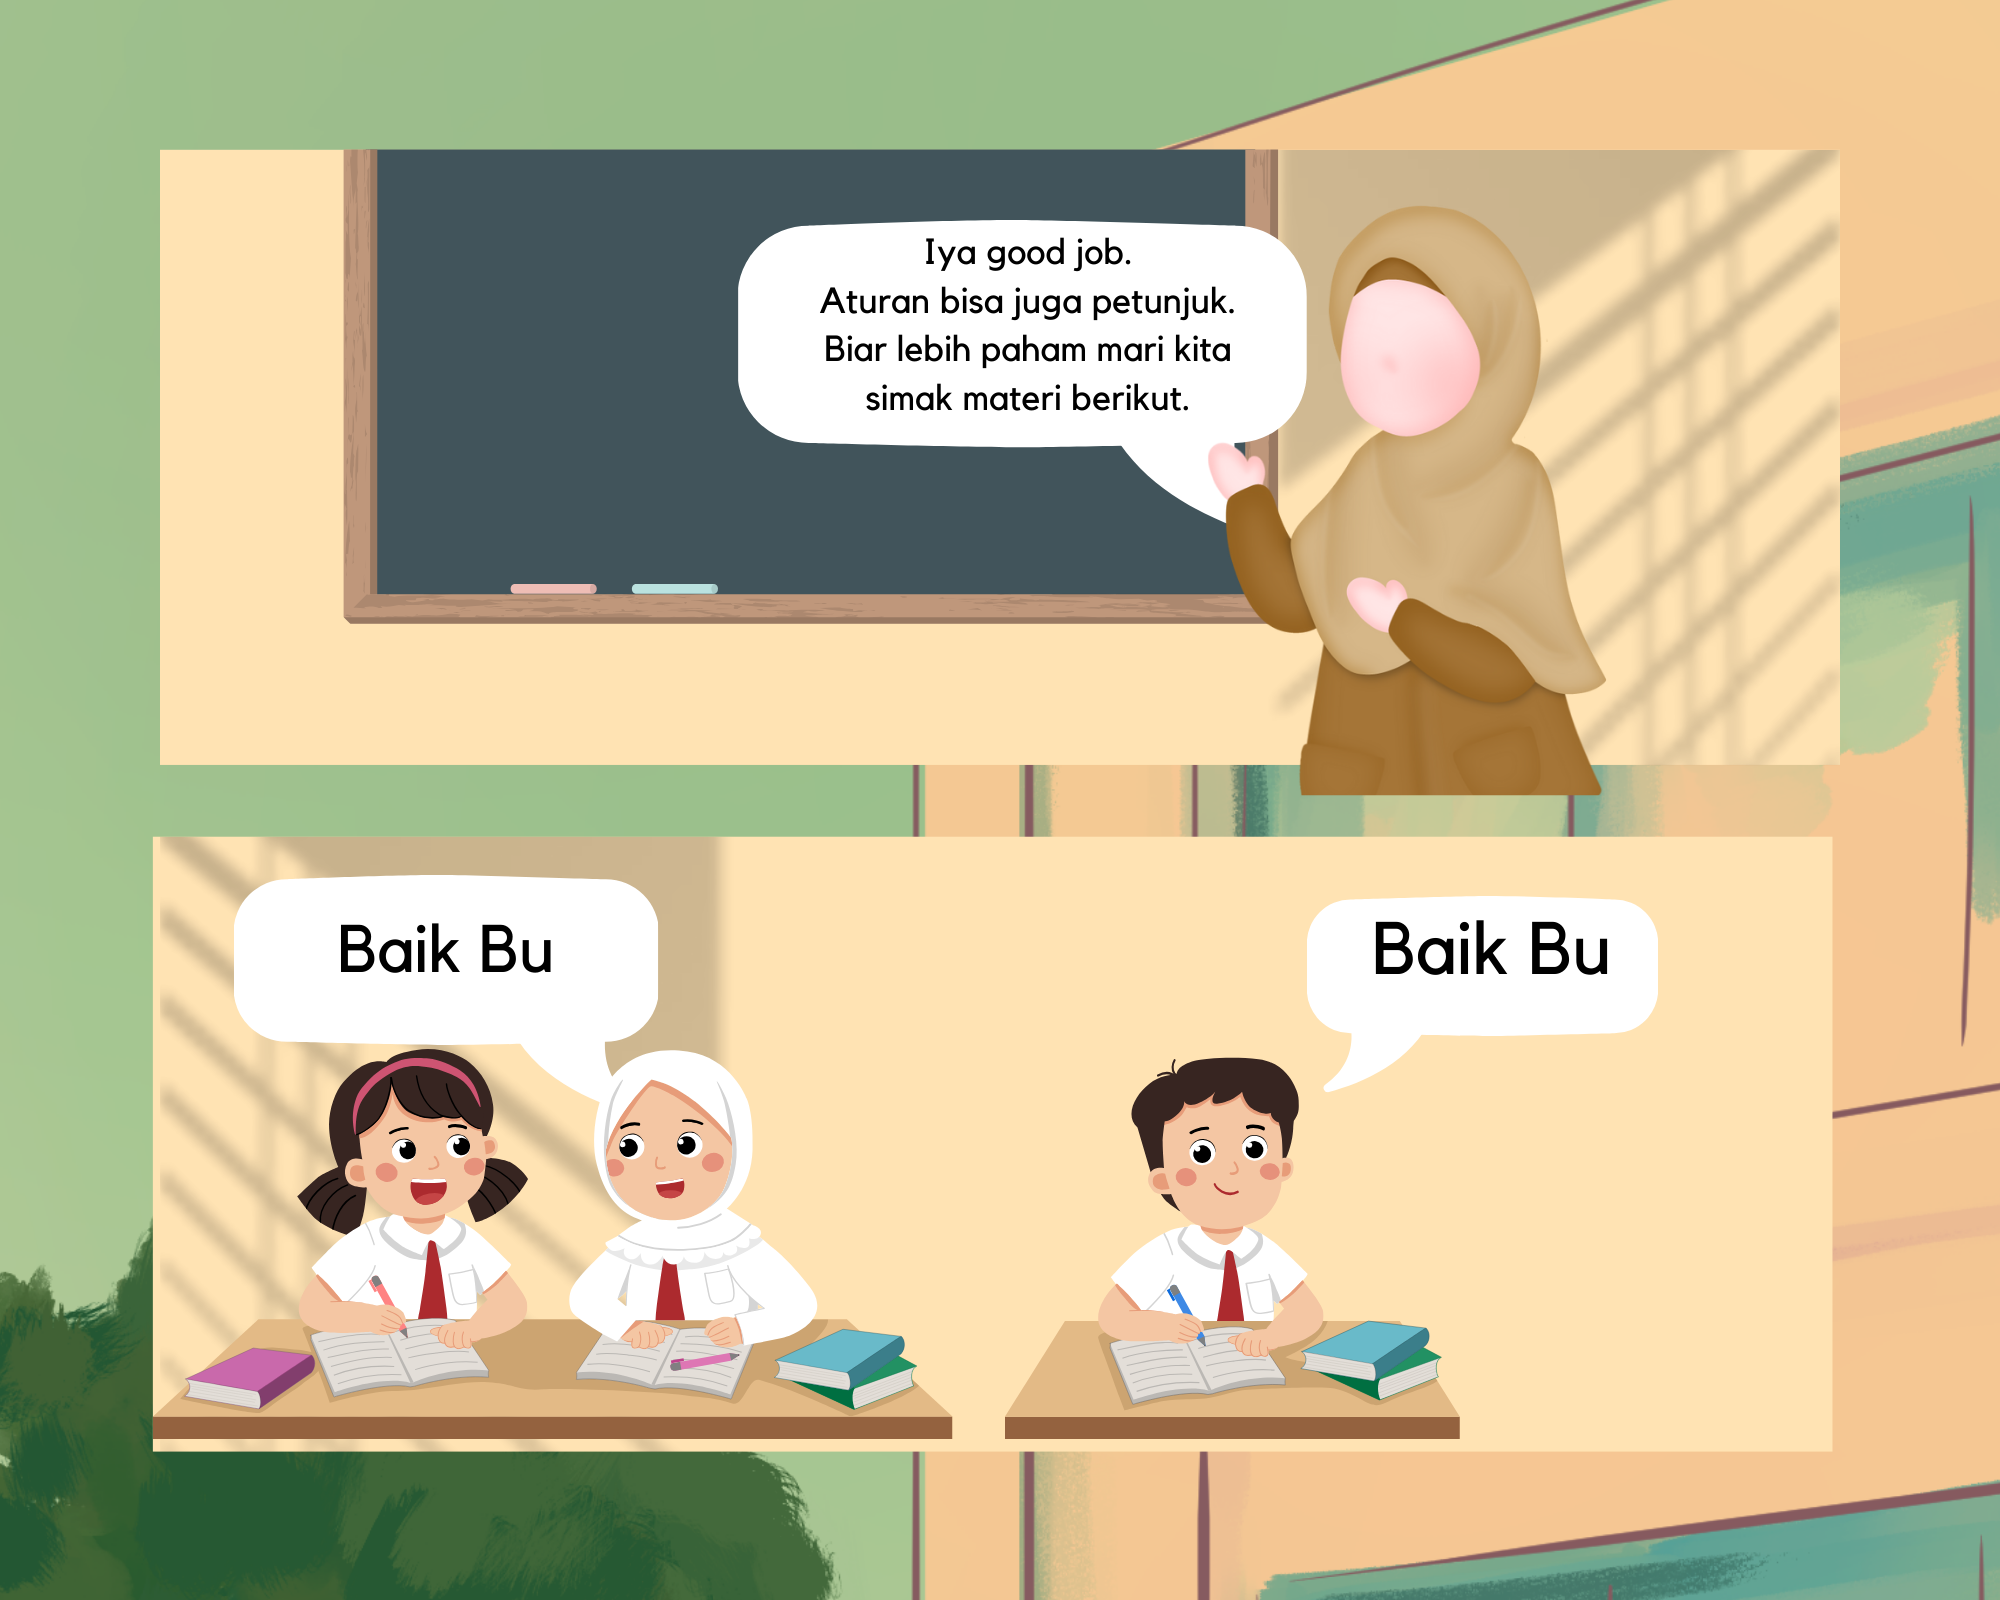 Iya good job.
Aturan bisa juga petunjuk.
Biar lebih paham mari kita
simak materi berikut.
Baik Bu
Baik Bu